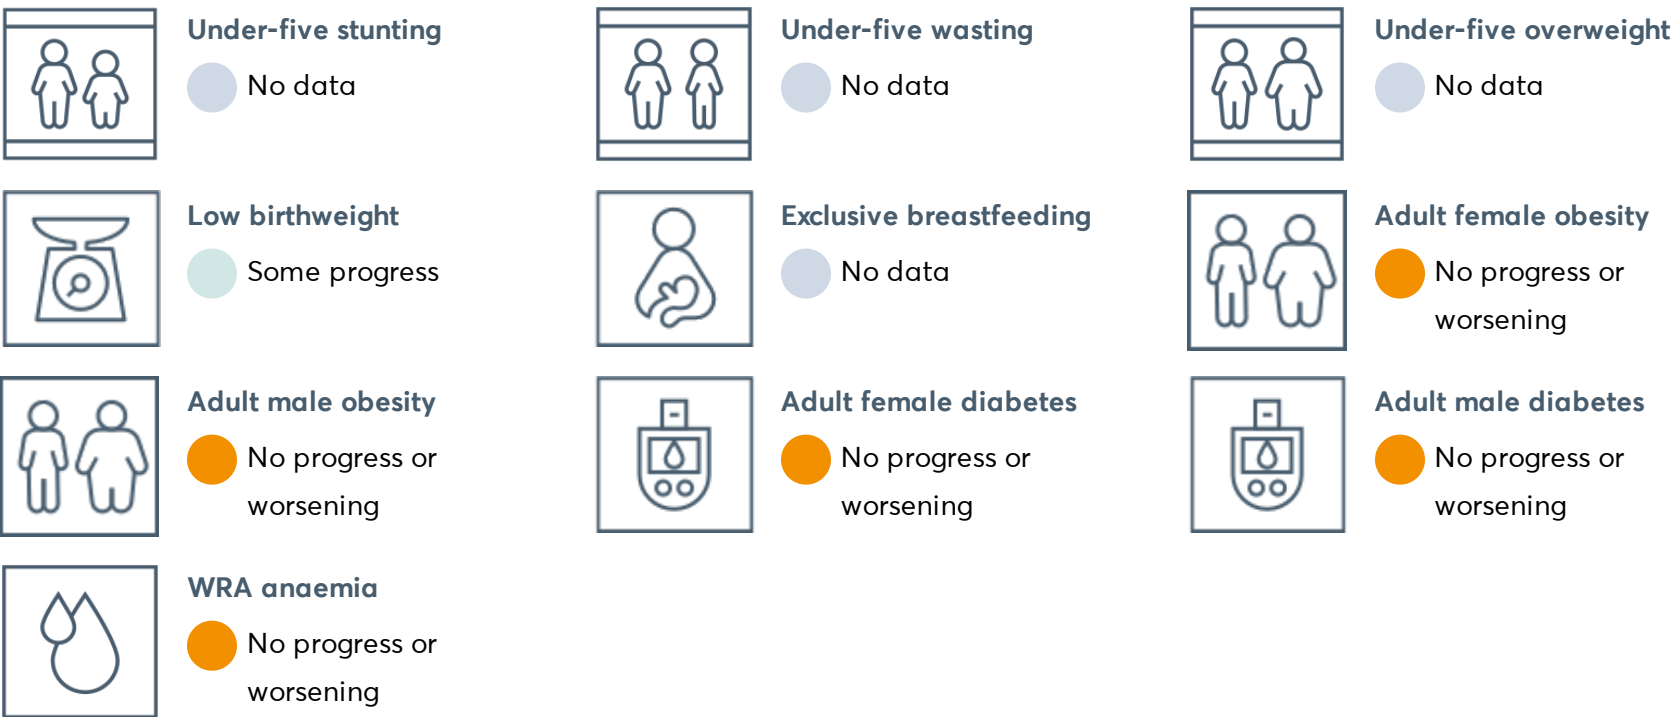 Under-five stunting
No data
Under-five wasting
No data
Under-five overweight
No data
Low birthweight
Some progress
Exclusive breastfeeding
No data
Adult female obesity
No progress or
worsening
Adult male obesity
No progress or
worsening
Adult female diabetes
No progress or
worsening
Adult male diabetes
No progress or
worsening
WRA anaemia
No progress or
worsening